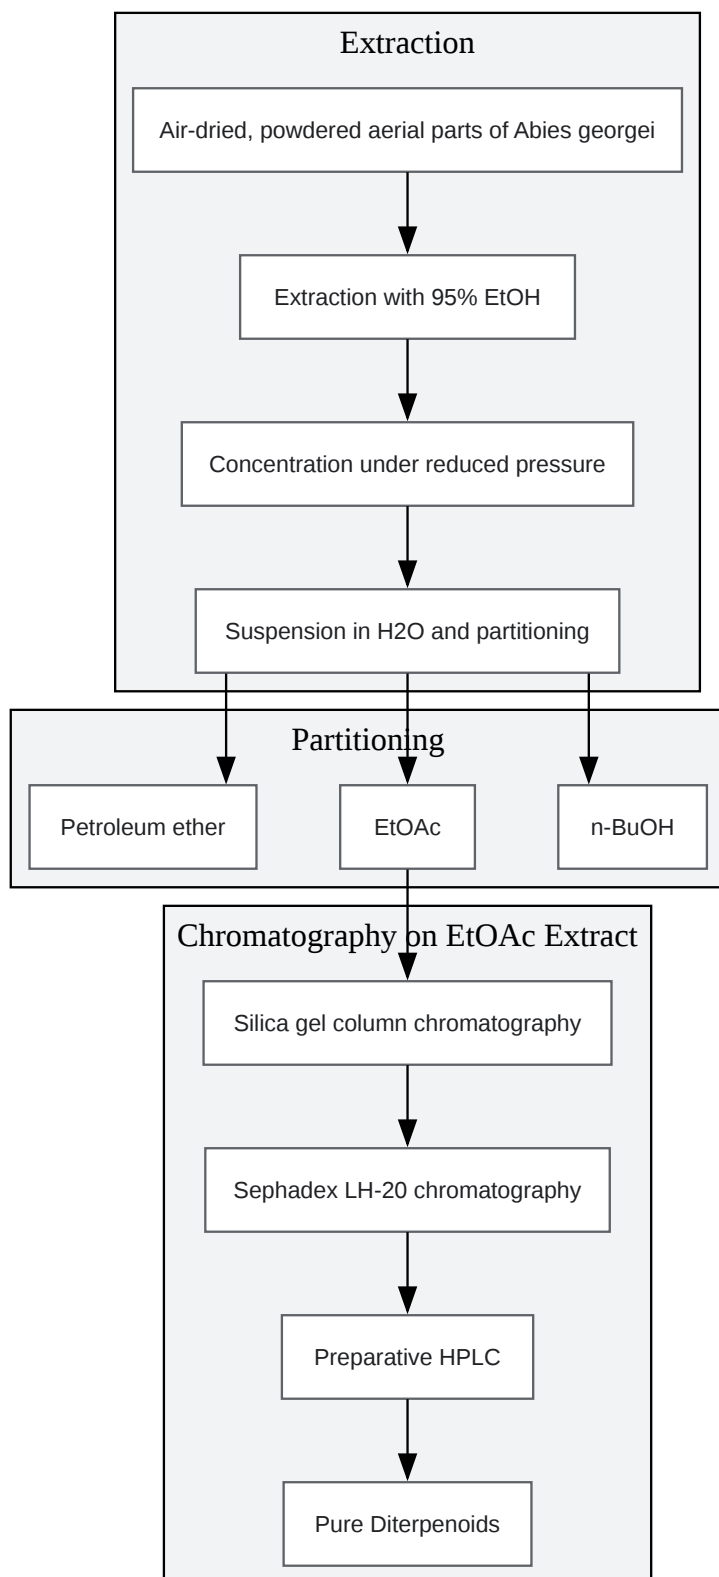 Extraction
Air-dried, powdered aerial parts of Abies georgei
Extraction with 95% EtOH
Concentration under reduced pressure
Suspension in H2O and partitioning
Partitioning
Petroleum ether
EtOAc
n-BuOH
Chromatography on EtOAc Extract
Silica gel column chromatography
Sephadex LH-20 chromatography
Preparative HPLC
Pure Diterpenoids